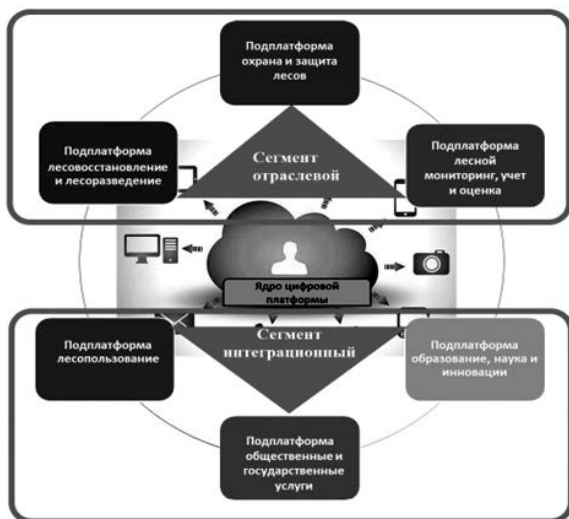 Подплатформа
охрана и защита
лесов
Подплатформа
лесовосстановление
и лесоразведение
Сегмент
отраслевой
Подплатформа
лесной
мониторинг, учет
и оценка
Ядро цифровой
платформы
Подплатформа
лесопользование
Сегмент
интеграционный
Подплатформа
образование, наука и
инновации
Подплатформа
общественные и
государственные
услуги